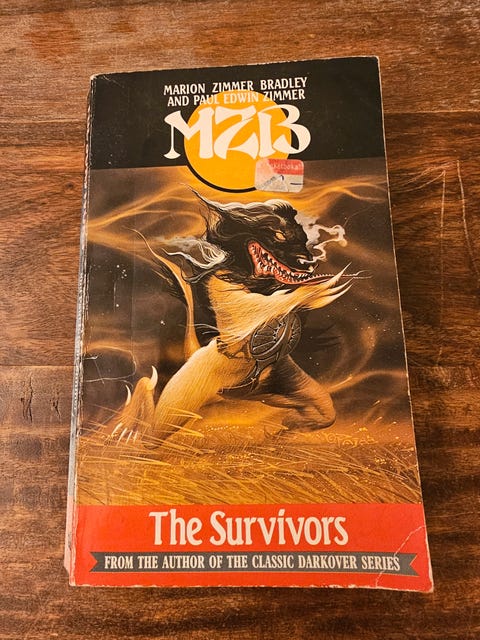 MARION ZIMMER BRADLEY
AND PAUL EDWIN ZIMMER
MZB
The Survivors
FROM THE AUTHOR OF THE CLASSIC DARKOVER SERIES